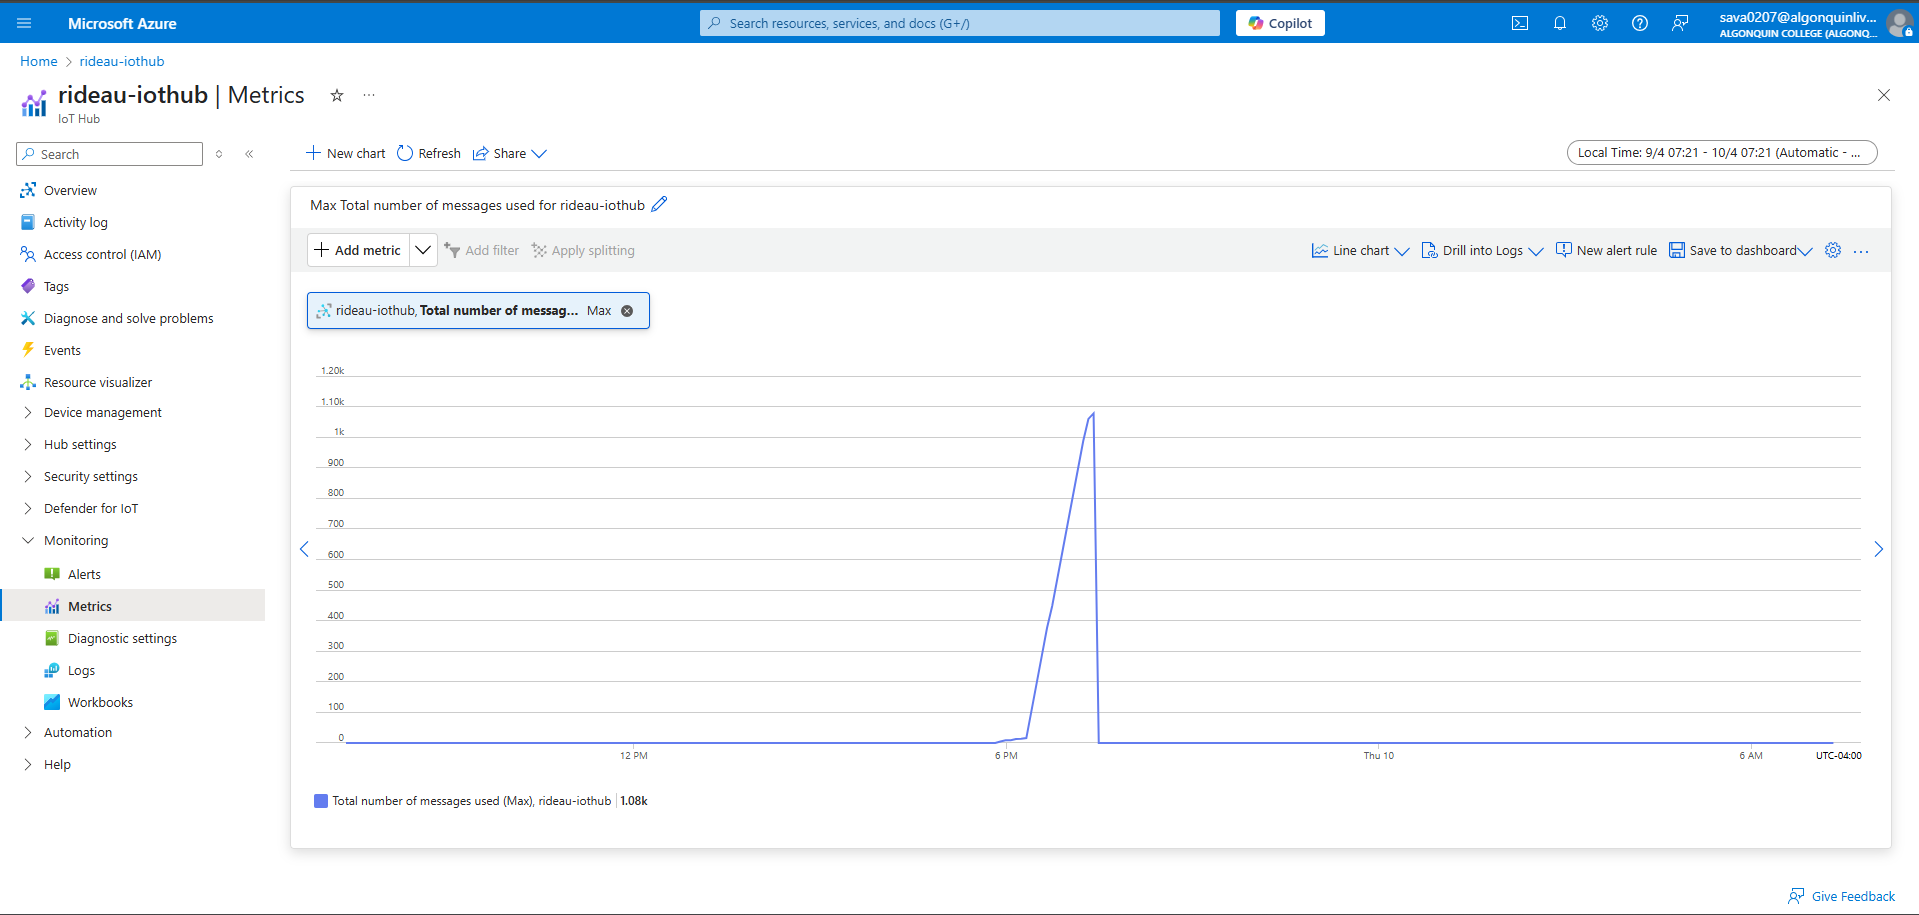 Microsoft Azure
Search resources, services, and docs (G+/)
Copilot
sava0207@algonquinliv...
ALGONQUIN COLLEGE (ALGONQ...
Home > rideau-iothub
rideau-iothub | Metrics
IoT Hub
Search
New chart Refresh Share
Local Time: 9/4 07:21 - 10/4 07:21 (Automatic - ...
Overview
Activity log
Access control (IAM)
Tags
Diagnose and solve problems
Events
Resource visualizer
Device management
Hub settings
Security settings
Defender for IoT
Monitoring
Alerts
Metrics
Diagnostic settings
Logs
Workbooks
Automation
Help
Max Total number of messages used for rideau-iothub
Add metric Add filter Apply splitting
Line chart Drill into Logs New alert rule Save to dashboard ...
rideau-iothub, Total number of messag... Max
1.20k
1.10k
1k
900
800
700
600
500
400
300
200
100
0
12 PM 6 PM Thu 10 6 AM UTC-04:00
Total number of messages used (Max), rideau-iothub | 1.08k
Give Feedback